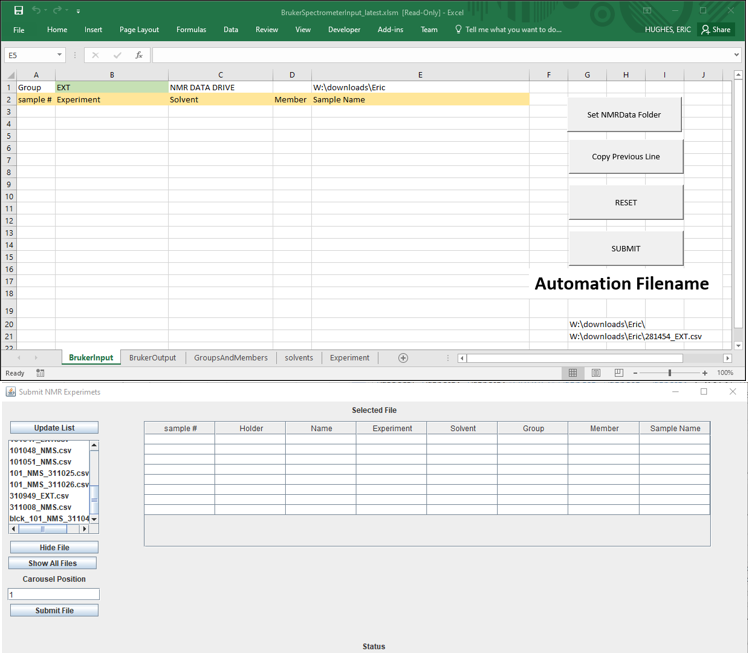 BrukerSpectrometerInput_latest.xlsm [Read-Only] - Excel
File Home Insert Page Layout Formulas Data Review View Developer Add-ins Team Tell me what you want to do... HUGHES, ERIC Share
E5 fx
A B C D E F G H I J
1 Group EXT NMR DATA DRIVE W:\downloads\Eric
2 sample # Experiment Solvent Member Sample Name
3
4
5
6
7
8
9
10
11
12
13
14
15
16
17
18
19
20
21
22
Set NMRData Folder
Copy Previous Line
RESET
SUBMIT
Automation Filename
W:\downloads\Eric\
W:\downloads\Eric\281454_EXT.csv
BrukerInput BrukerOutput GroupsAndMembers solvents Experiment
Ready 100%
Submit NMR Experimets
Selected File
Update List
101048_NMS.csv
101051_NMS.csv
101_NMS_311025.csv
101_NMS_311026.csv
310949_EXT.csv
311008_NMS.csv
bick_101_NMS_31104
Hide File
Show All Files
Carousel Position
1
Submit File
sample # Holder Name Experiment Solvent Group Member Sample Name
Status